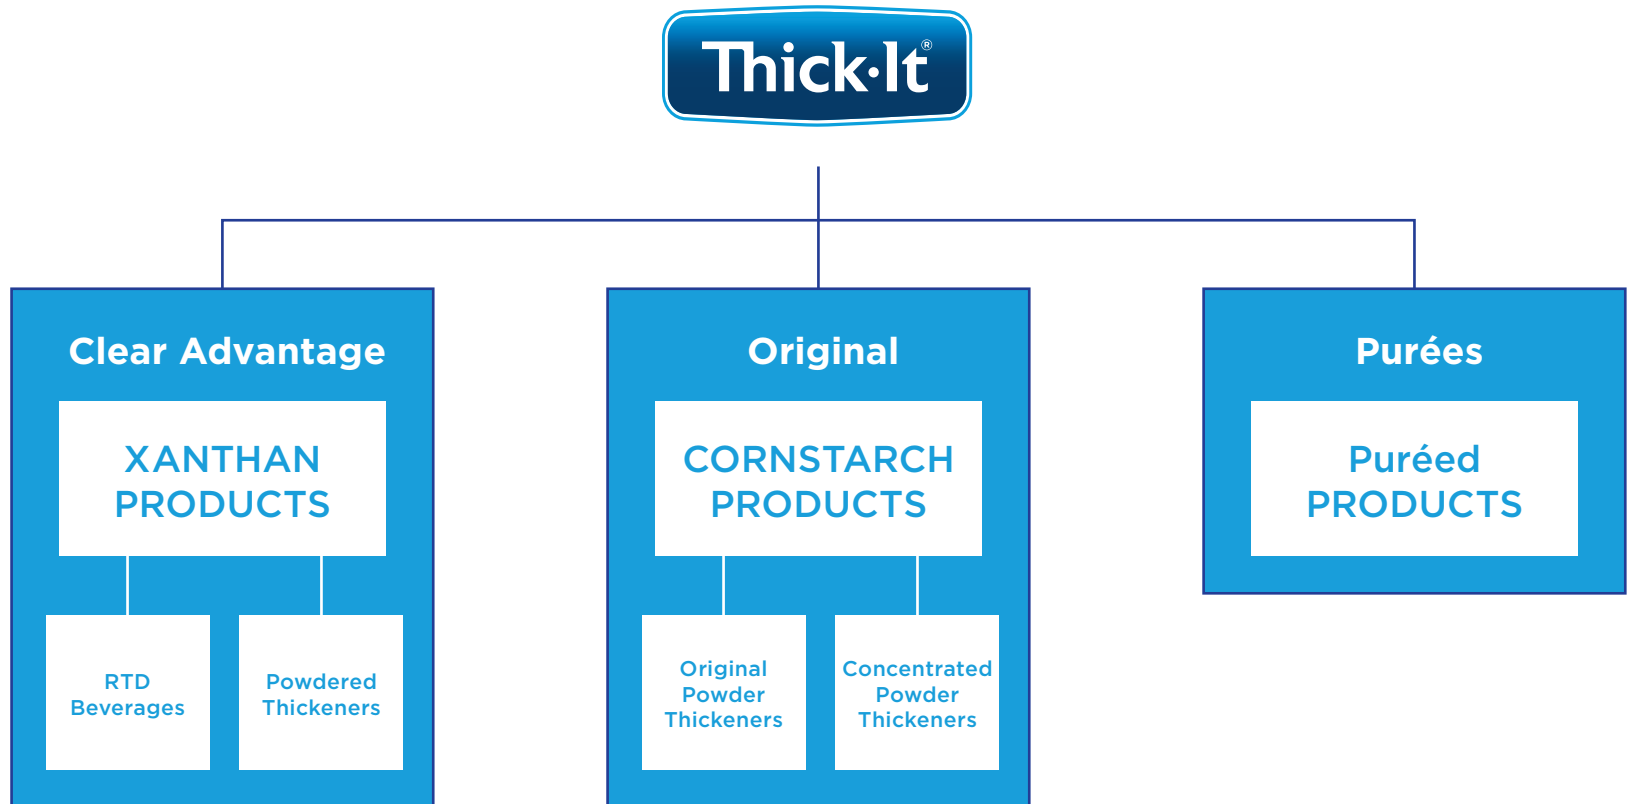 Thick·It®
Clear Advantage
XANTHAN
PRODUCTS
RTD
Beverages
Powdered
Thickeners
Original
CORNSTARCH
PRODUCTS
Original
Powder
Thickeners
Concentrated
Powder
Thickeners
Purées
Puréed
PRODUCTS